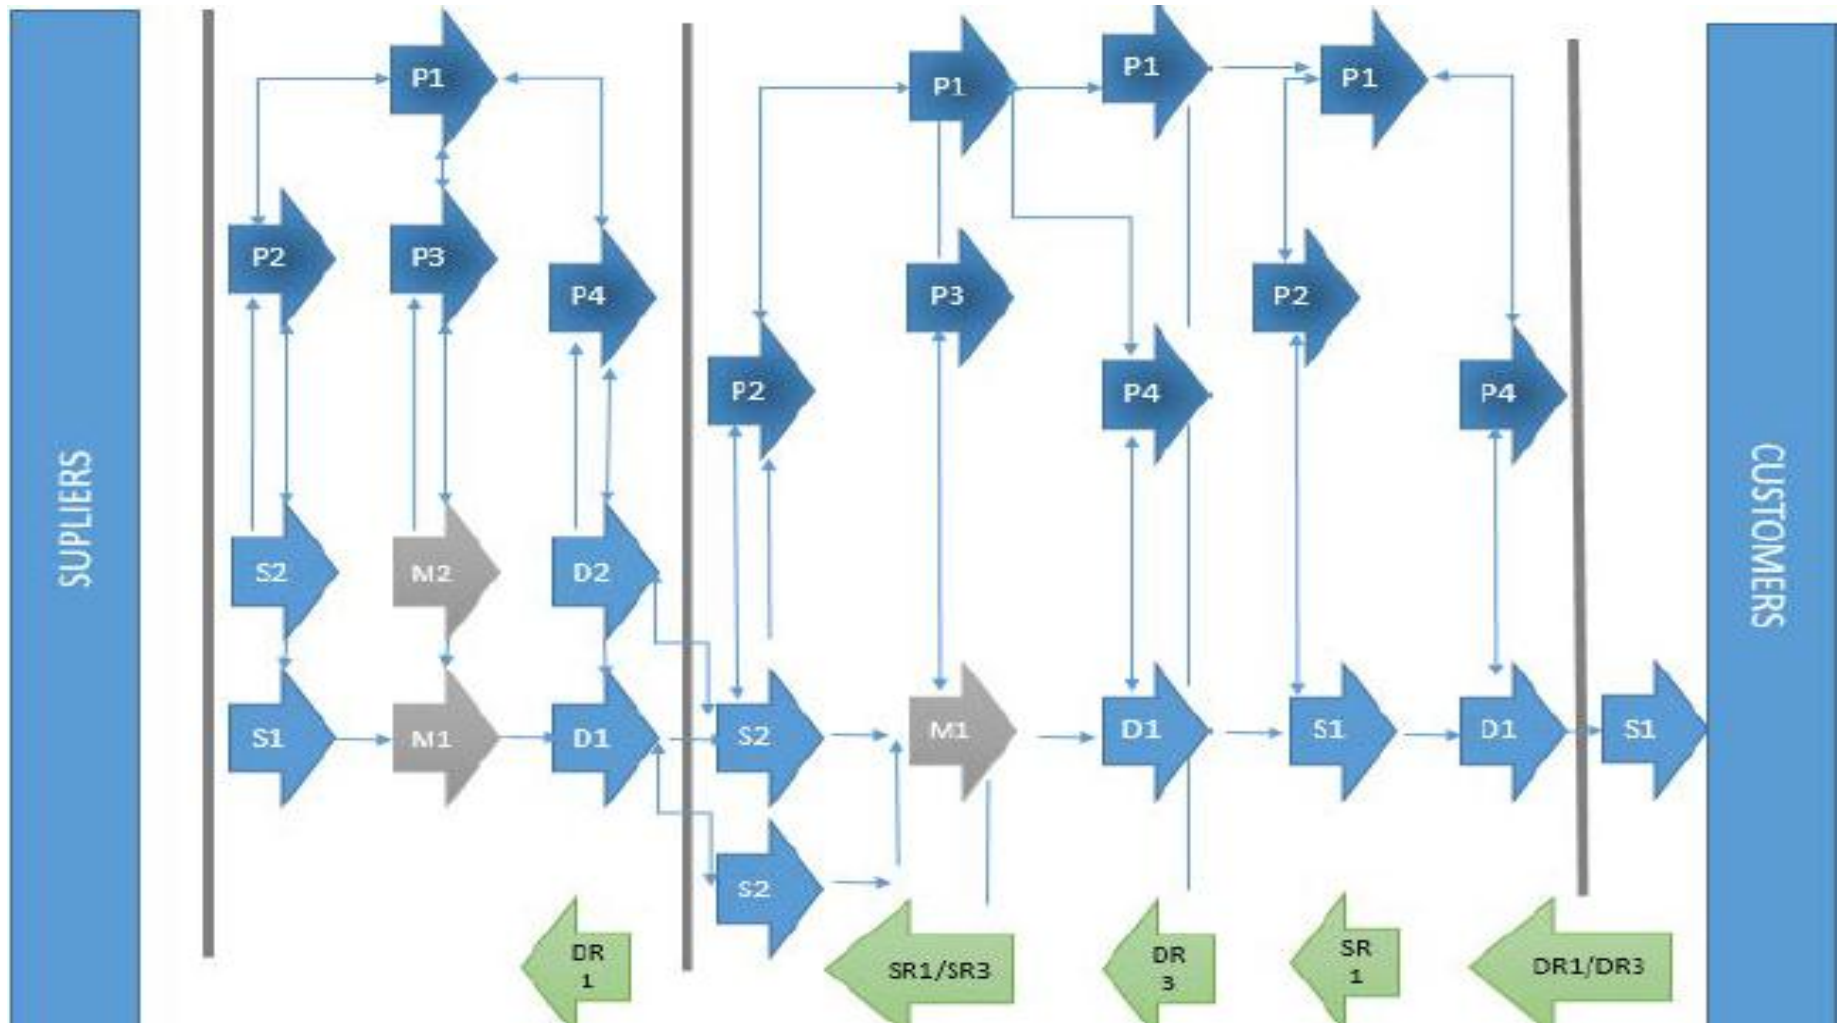 SUPLIERS
P1
P1
P1
P1
P2
P3
P4
P3
P2
P2
P4
P4
S2
M2
D2
S1
M1
D1
S2
M1
D1
S1
D1
S1
S2
DR
1
SR1/SR3
DR
3
SR
1
DR1/DR3
CUSTOMERS